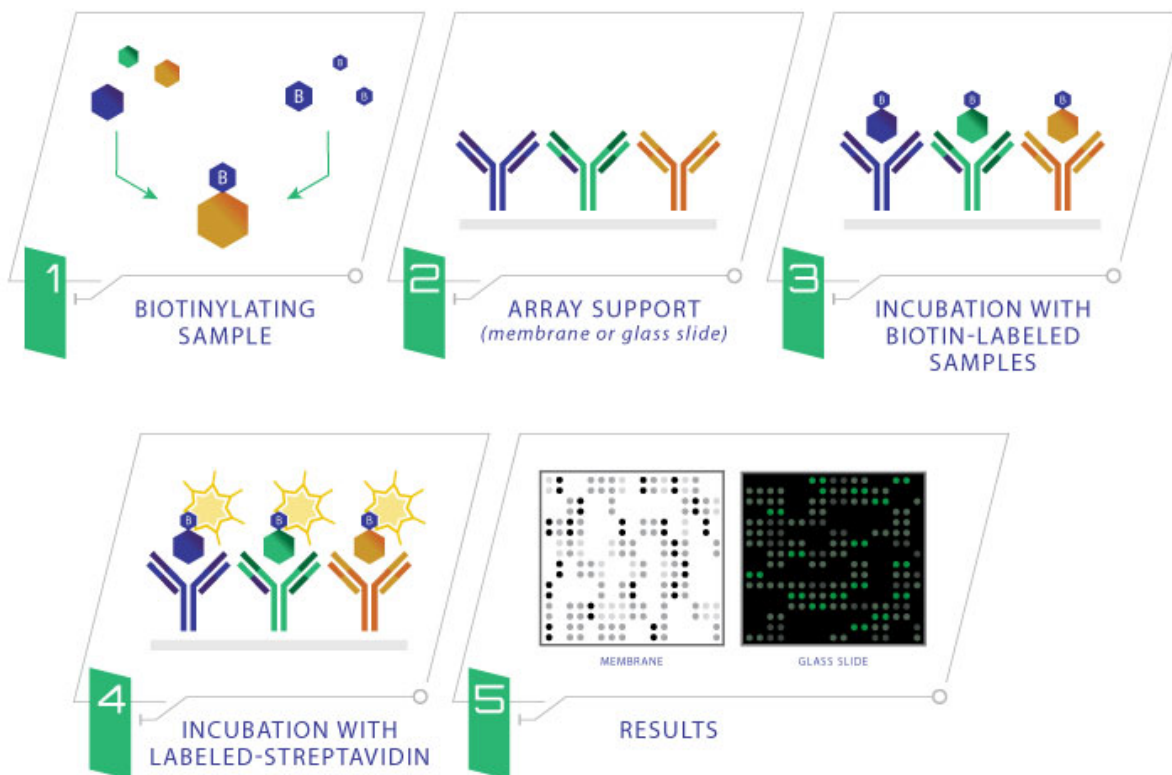 B
B
B
B
1
BIOTINYLATING
SAMPLE
2
ARRAY SUPPORT
(membrane or glass slide)
B
B
B
3
INCUBATION WITH
BIOTIN-LABELED
SAMPLES
B
B
B
4
INCUBATION WITH
LABELED-STREPTAVIDIN
MEMBRANE
GLASS SLIDE
5
RESULTS